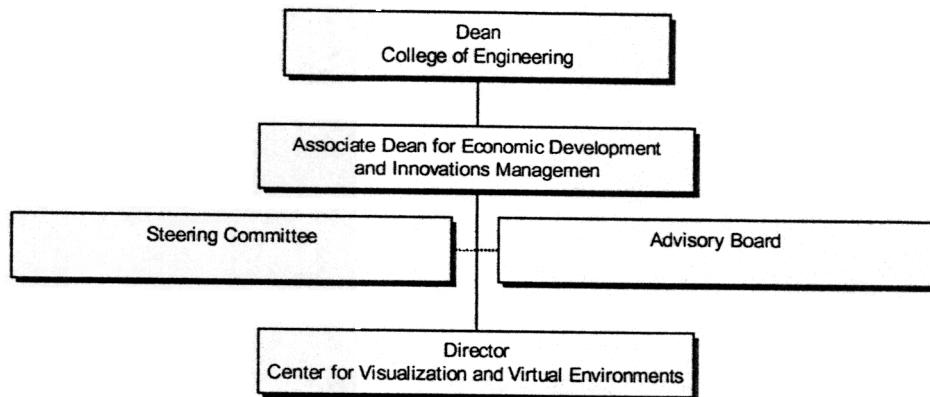 Dean
College of Engineering
Associate Dean for Economic Development
and Innovations Managemen
Steering Committee
Advisory Board
Director
Center for Visualization and Virtual Environments